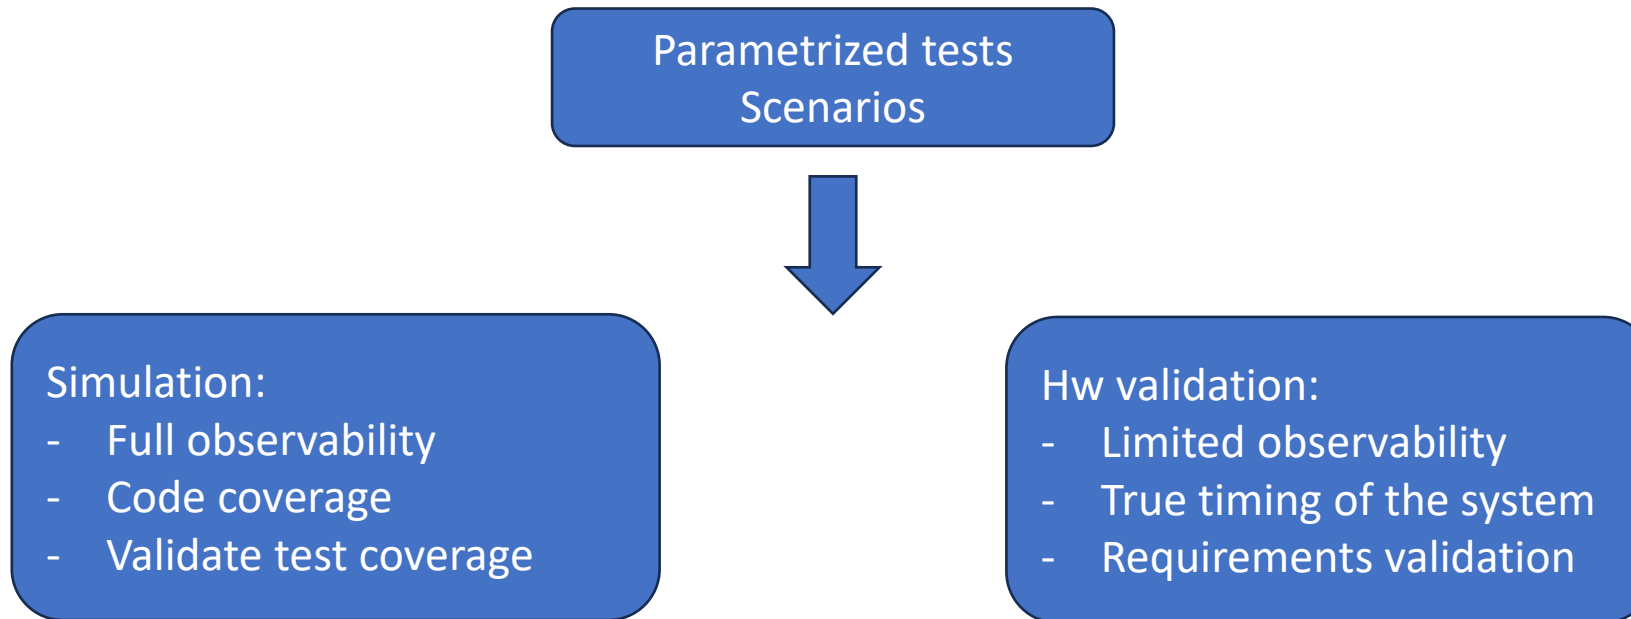 Parametrized tests
Scenarios
Simulation:
- Full observability
- Code coverage
- Validate test coverage
Hw validation:
- Limited observability
- True timing of the system
- Requirements validation